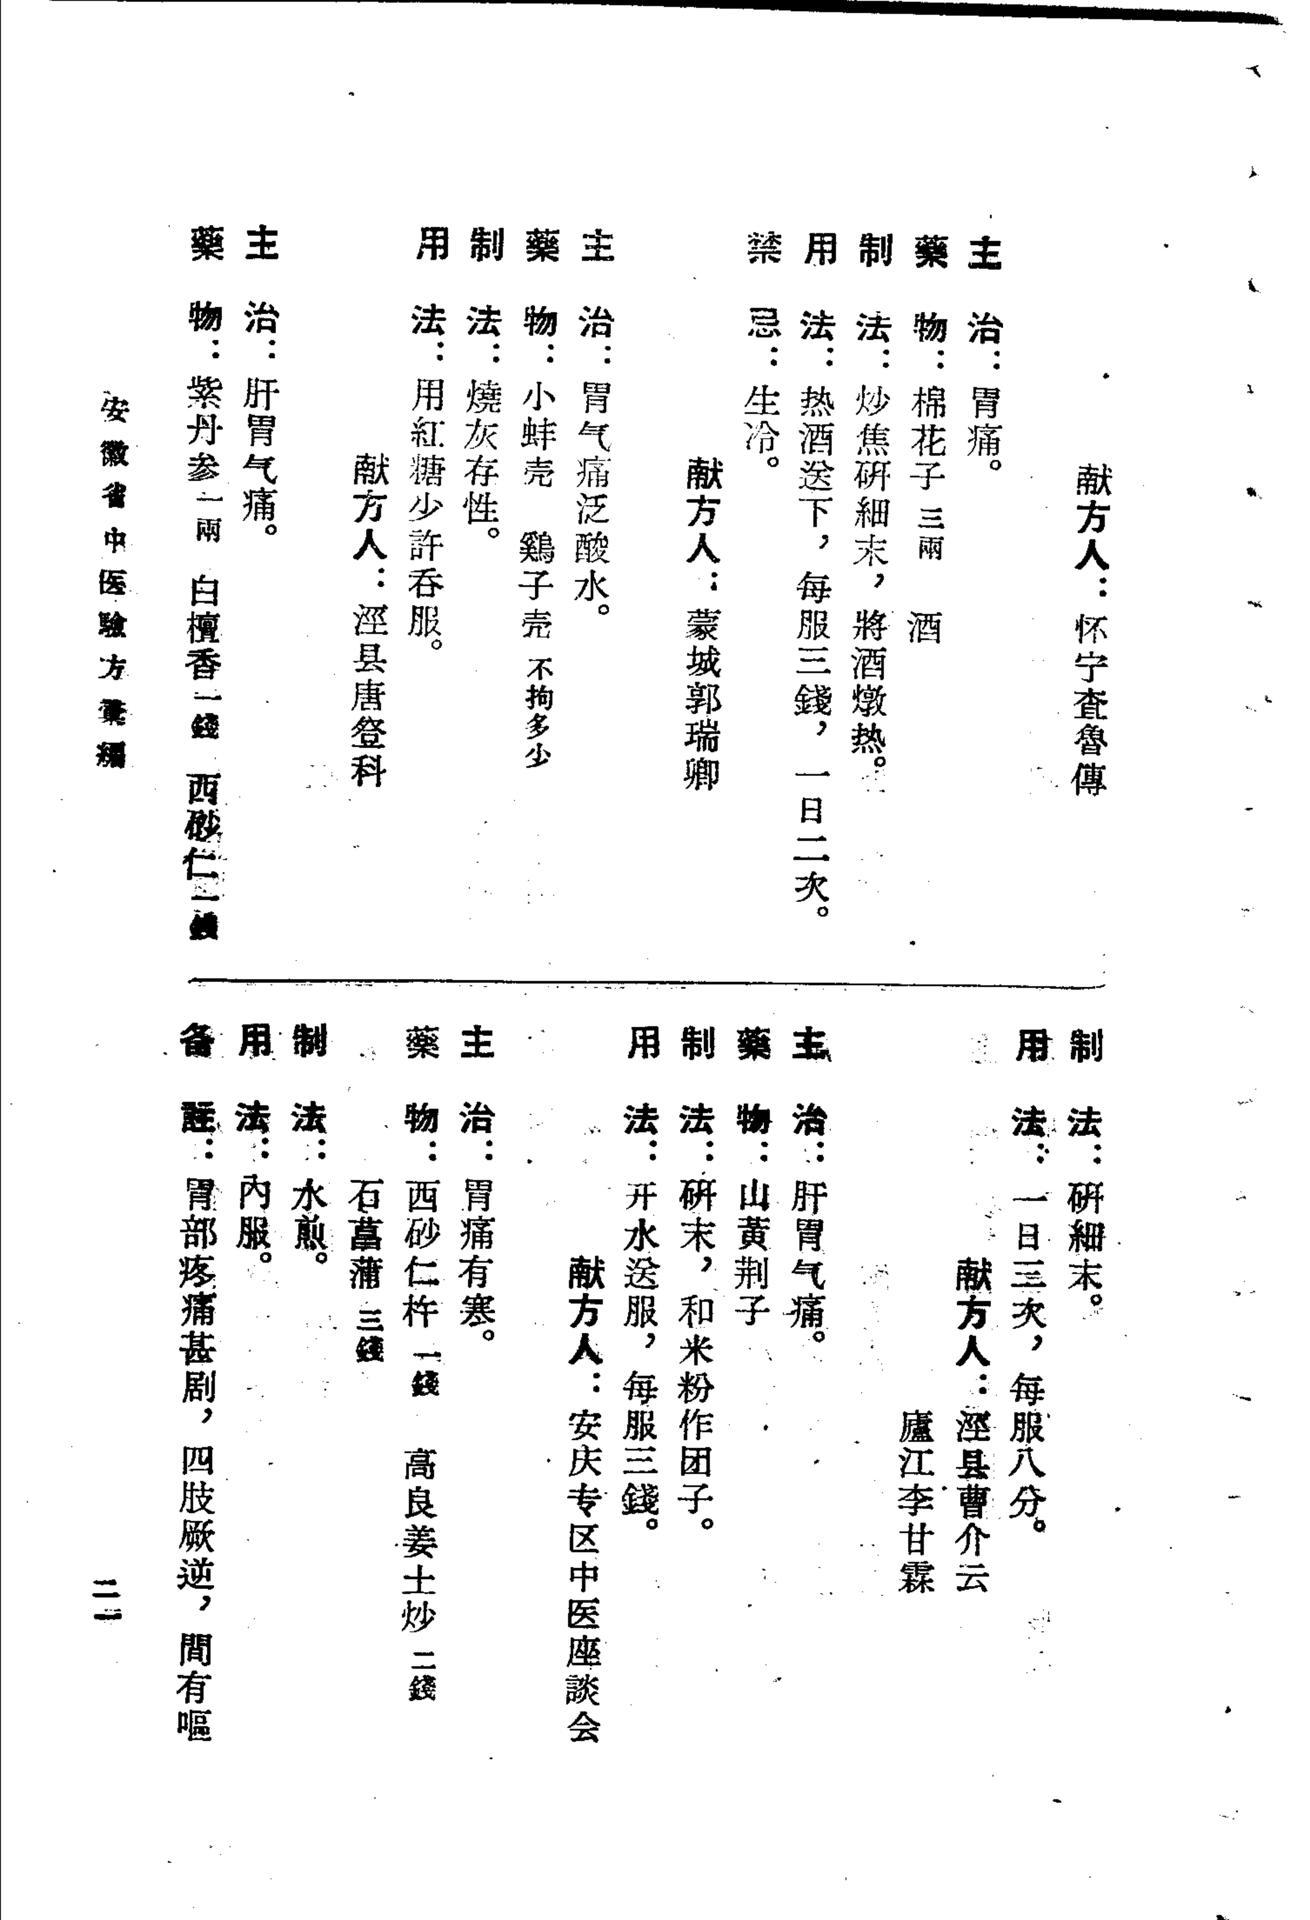 献方人：怀宁査魯傳
主治：胃痛。
藥物：棉花子三兩　酒
制法：炒焦研細末，將酒燉热。
用法：热酒送下，每服三錢，一日二次。
禁忌：生冷。
献方人：蒙城郭瑞卿
主治：胃气痛泛酸水。
藥物：小蚌壳　鷄子壳不拘多少
制法：燒灰存性。
用法：用紅糖少許吞服。
献方人：涇县唐登科
主治：肝胃气痛。
藥物：紫丹参一兩　白檀香一錢　西砂仁一錢
制法：研細末。
用法：一日三次，每服八分。
献方人：涇县曹介云
廬江李甘霖
主治：肝胃气痛。
藥物：山黃荆子
制法：研末，和米粉作团子。
用法：开水送服，每服三錢。
献方人：安庆专区中医座談会
主治：胃痛有寒。
藥物：西砂仁杵一錢　高良姜土炒二錢
石菖蒲三錢
制法：水煎。
用法：內服。
备註：胃部疼痛甚剧，四肢厥逆，間有嘔
安徽省中医驗方彙編
二一